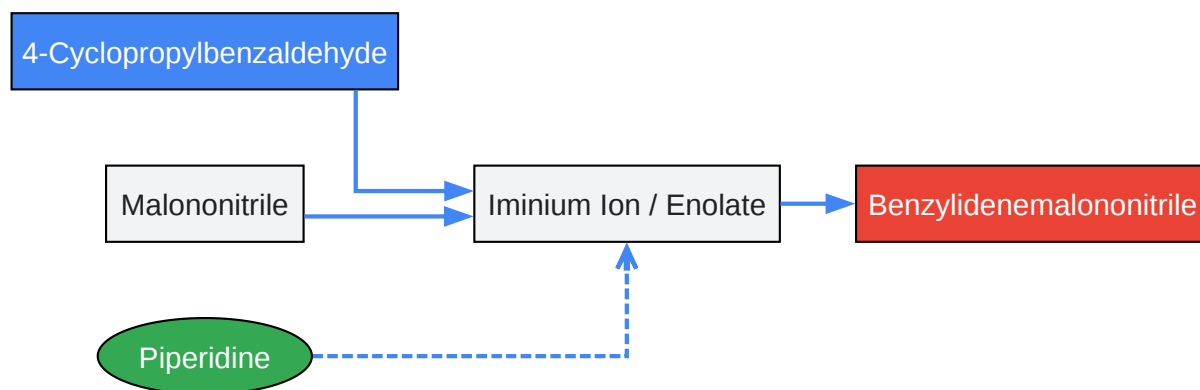 4-Cyclopropylbenzaldehyde
Malononitrile
Iminium Ion / Enolate
Benzylidenemalononitrile
Piperidine